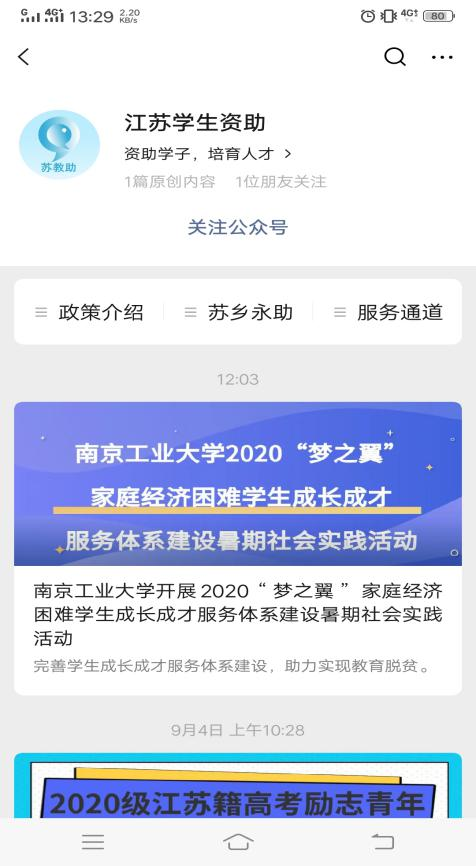 G 4G+ 13:29 2.20 KB/s 4G+ 80
江苏学生资助
苏教助
资助学子，培育人才 >
1篇原创内容 1位朋友关注
关注公众号
政策介绍 苏乡永助 服务通道
12:03
南京工业大学2020“梦之翼”
家庭经济困难学生成长成才
服务体系建设暑期社会实践活动
南京工业大学开展 2020 “ 梦之翼 ” 家庭经济
困难学生成长成才服务体系建设暑期社会实践
活动
完善学生成长成才服务体系建设，助力实现教育脱贫。
9月4日 上午10:28
2020级江苏籍高考励志青年